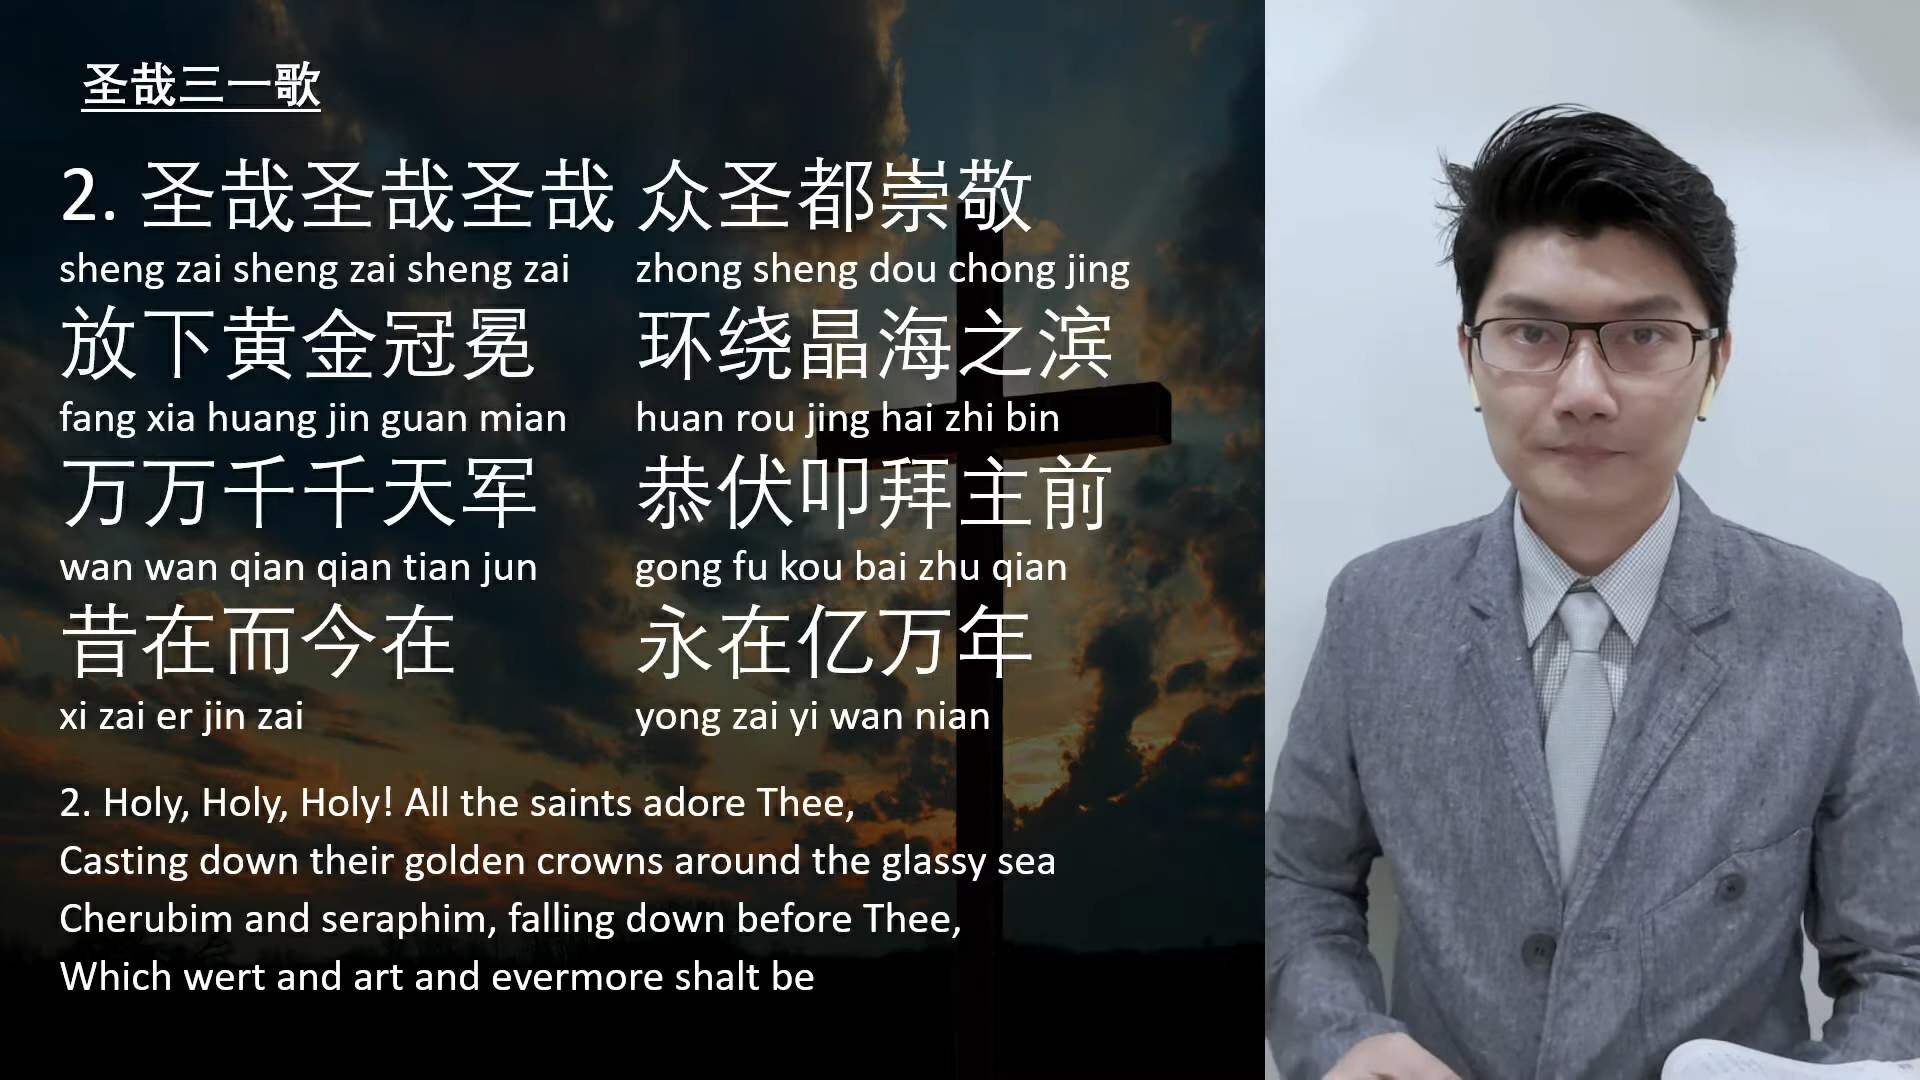 圣哉三一歌
2. 圣哉圣哉圣哉 众圣都崇敬
sheng zai sheng zai sheng zai zhong sheng dou chong jing
放下黄金冠冕 环绕晶海之滨
fang xia huang jin guan mian huan rou jing hai zhi bin
万万千千天军 恭伏叩拜主前
wan wan qian qian tian jun gong fu kou bai zhu qian
昔在而今在 永在亿万年
xi zai er jin zai yong zai yi wan nian
2. Holy, Holy, Holy! All the saints adore Thee,
Casting down their golden crowns around the glassy sea
Cherubim and seraphim, falling down before Thee,
Which wert and art and evermore shalt be